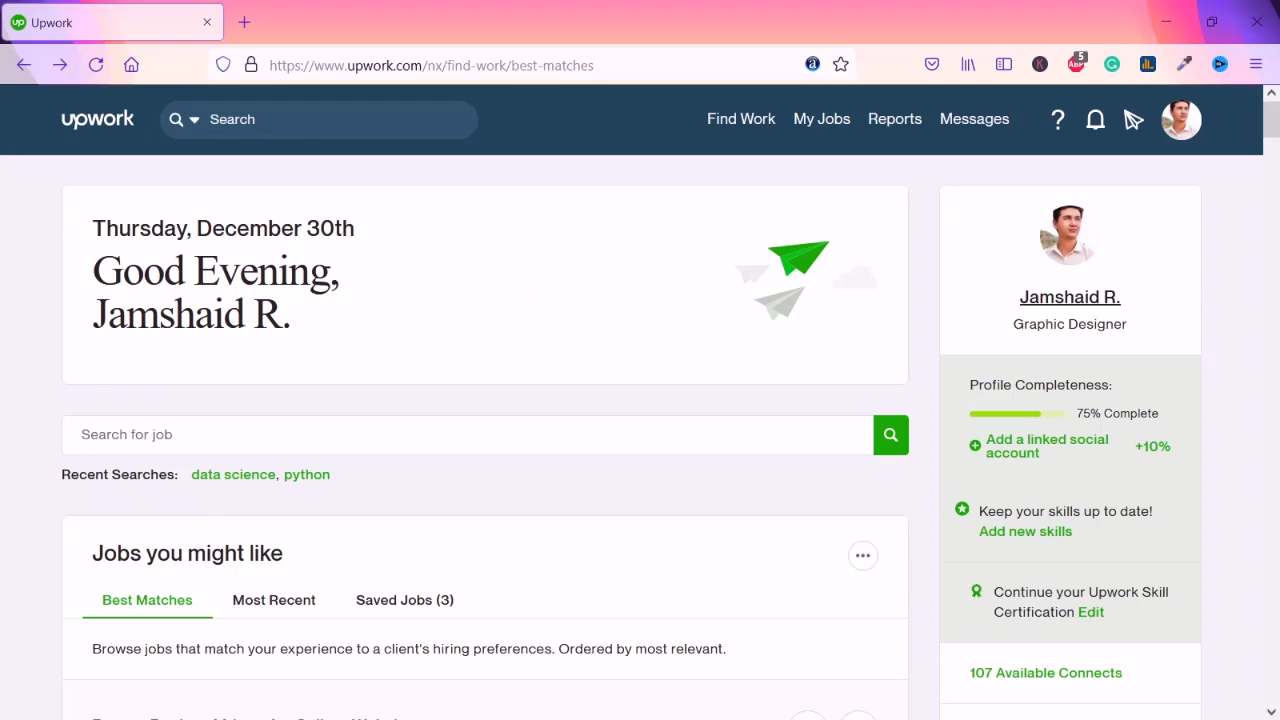 up Upwork
https://www.upwork.com/nx/find-work/best-matches
5
upwork
Search
Find Work My Jobs Reports Messages
Thursday, December 30th
Good Evening,
Jamshaid R.
Jamshaid R.
Graphic Designer
Profile Completeness:
75% Complete
Add a linked social account +10%
Search for job
Recent Searches: data science, python
Keep your skills up to date!
Add new skills
Jobs you might like
Best Matches Most Recent Saved Jobs (3)
Continue your Upwork Skill
Certification Edit
Browse jobs that match your experience to a client's hiring preferences. Ordered by most relevant.
107 Available Connects